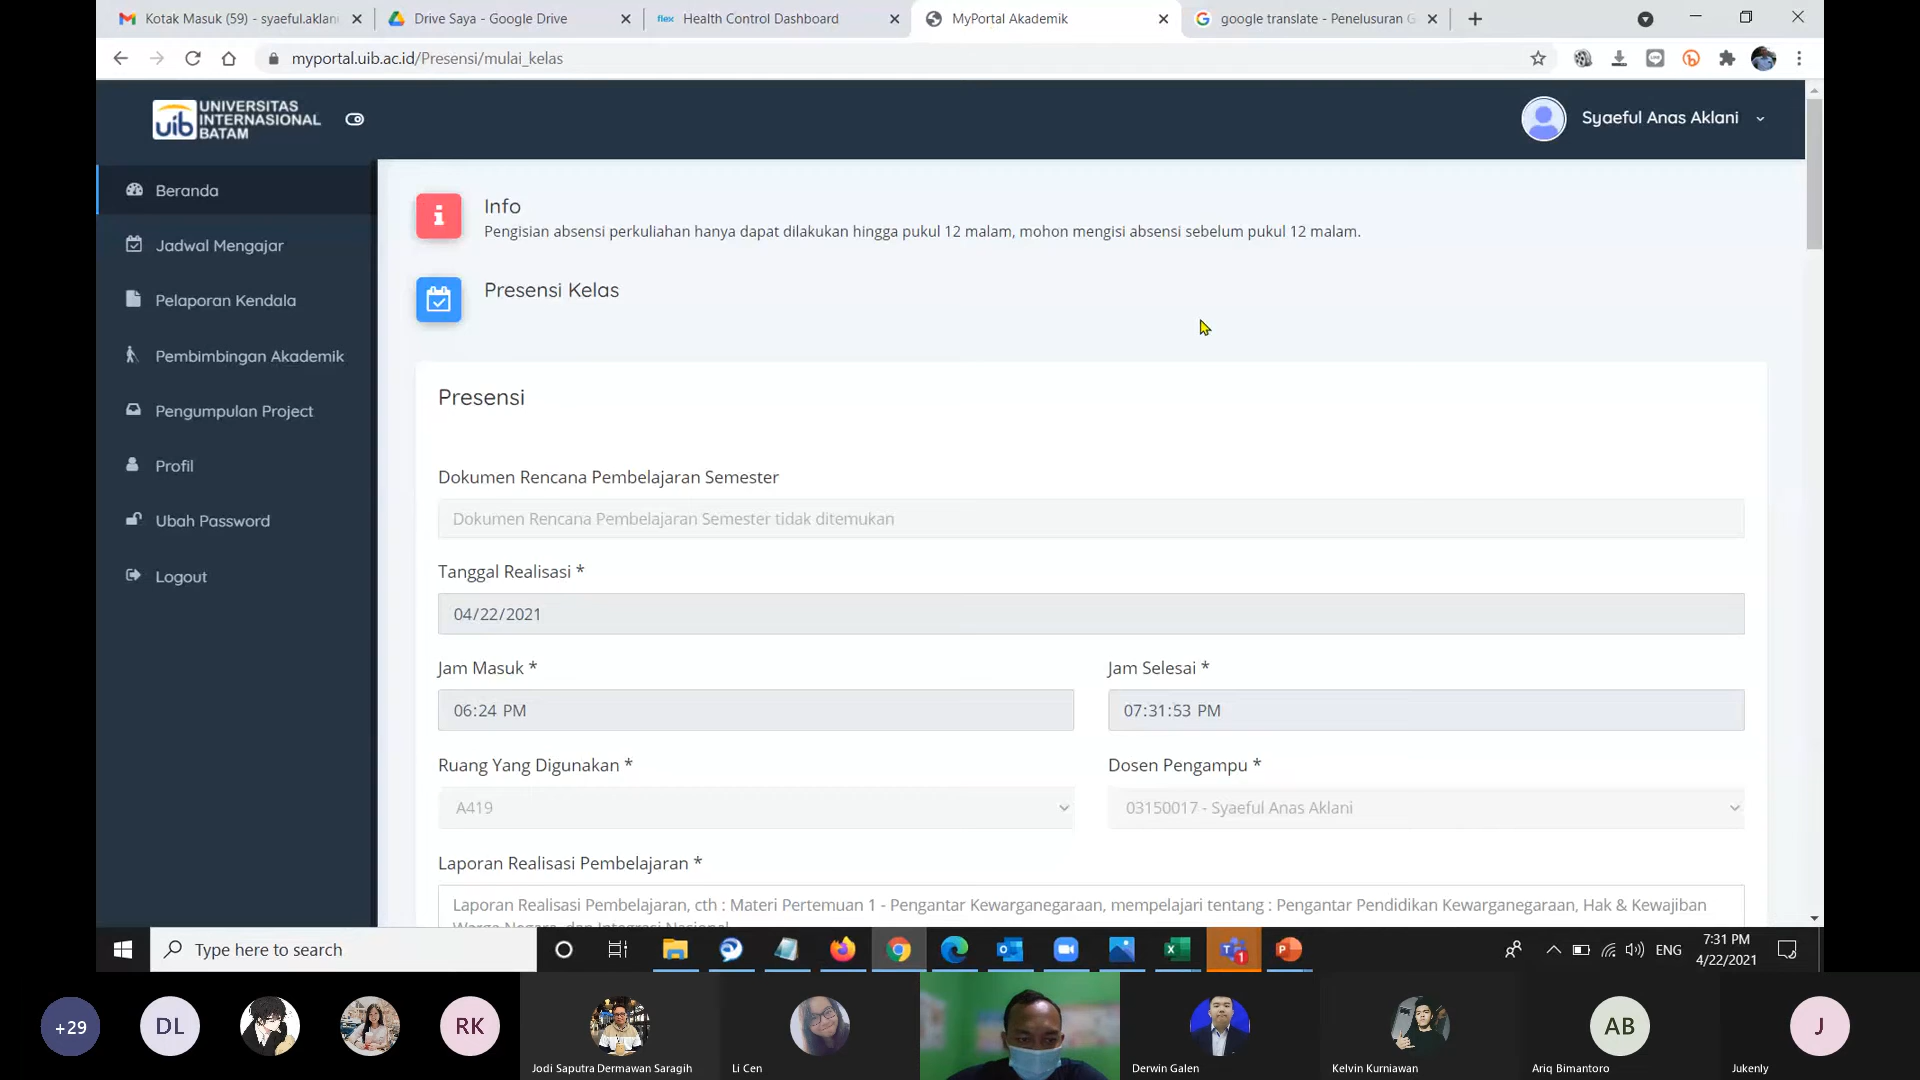 Kotak Masuk (59) - syaeful.aklan
Drive Saya - Google Drive
flex
Health Control Dashboard
MyPortal Akademik
google translate - Penelusuran G
myportal.uib.ac.id/Presensi/mulai_kelas
uib
UNIVERSITAS
INTERNASIONAL
BATAM
Syaeful Anas Aklani
Beranda
Jadwal Mengajar
Pelaporan Kendala
Pembimbingan Akademik
Pengumpulan Project
Profil
Ubah Password
Logout
Info
Pengisian absensi perkuliahan hanya dapat dilakukan hingga pukul 12 malam, mohon mengisi absensi sebelum pukul 12 malam.
Presensi Kelas
Presensi
Dokumen Rencana Pembelajaran Semester
Dokumen Rencana Pembelajaran Semester tidak ditemukan
Tanggal Realisasi *
04/22/2021
Jam Masuk *
Jam Selesai *
06:24 PM
07:31:53 PM
Ruang Yang Digunakan *
Dosen Pengampu *
A419
03150017 - Syaeful Anas Aklani
Laporan Realisasi Pembelajaran *
Laporan Realisasi Pembelajaran, cth : Materi Pertemuan 1 - Pengantar Kewarganegaraan, mempelajari tentang : Pengantar Pendidikan Kewarganegaraan, Hak & Kewajiban
Warga Negara, dan Integrasi Nasional
Type here to search
1
ENG
7:31 PM
4/22/2021
+29
DL
RK
Jodi Saputra Dermawan Saragih
Li Cen
Derwin Galen
Kelvin Kurniawan
AB
Ariq Bimantoro
J
Jukenly